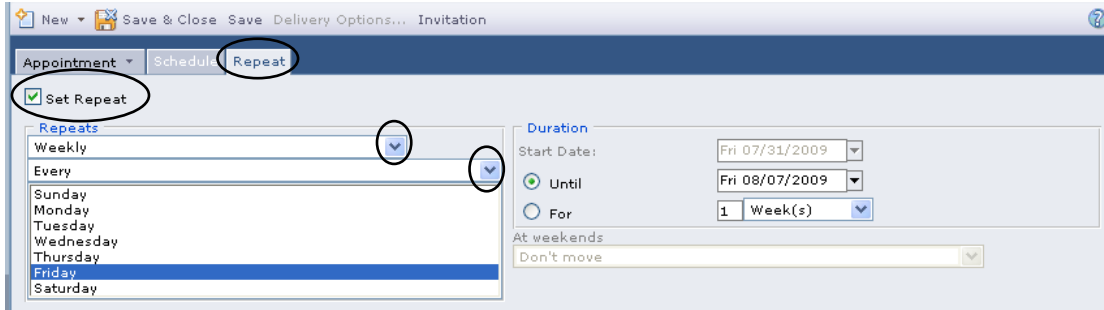 New Save & Close Save Delivery Options... Invitation
Appointment Schedule Repeat
Set Repeat
Repeats
Weekly
Every
Sunday
Monday
Tuesday
Wednesday
Thursday
Friday
Saturday
Duration
Start Date: Fri 07/31/2009
Until Fri 08/07/2009
For 1 Week(s)
At weekends
Don't move